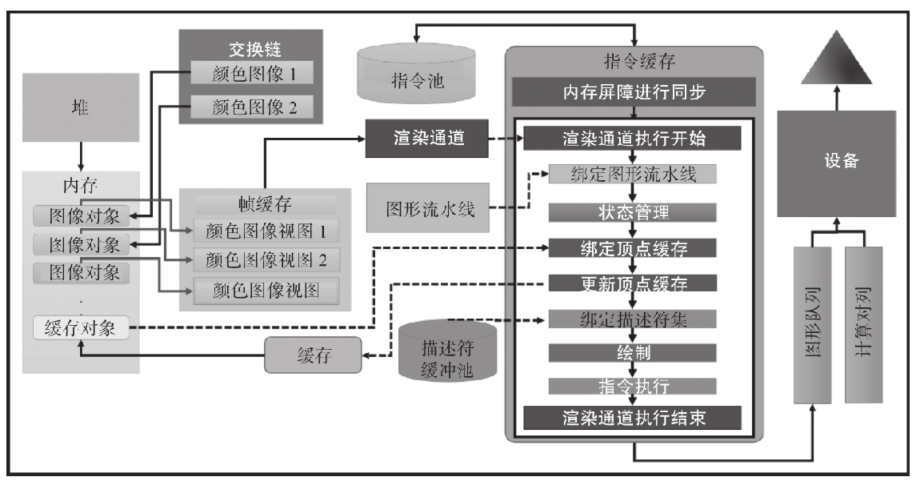 交换链
颜色图像 1
颜色图像 2
堆
内存
图像对象
图像对象
图像对象
.
.
缓存对象
帧缓存
颜色图像视图 1
颜色图像视图 2
颜色图像视图
缓存
指令池
渲染通道
图形流水线
描述符
缓冲池
指令缓存
内存屏障进行同步
渲染通道执行开始
绑定图形流水线
状态管理
绑定顶点缓存
更新顶点缓存
绑定描述符集
绘制
指令执行
渲染通道执行结束
设备
图形队列
计算对列